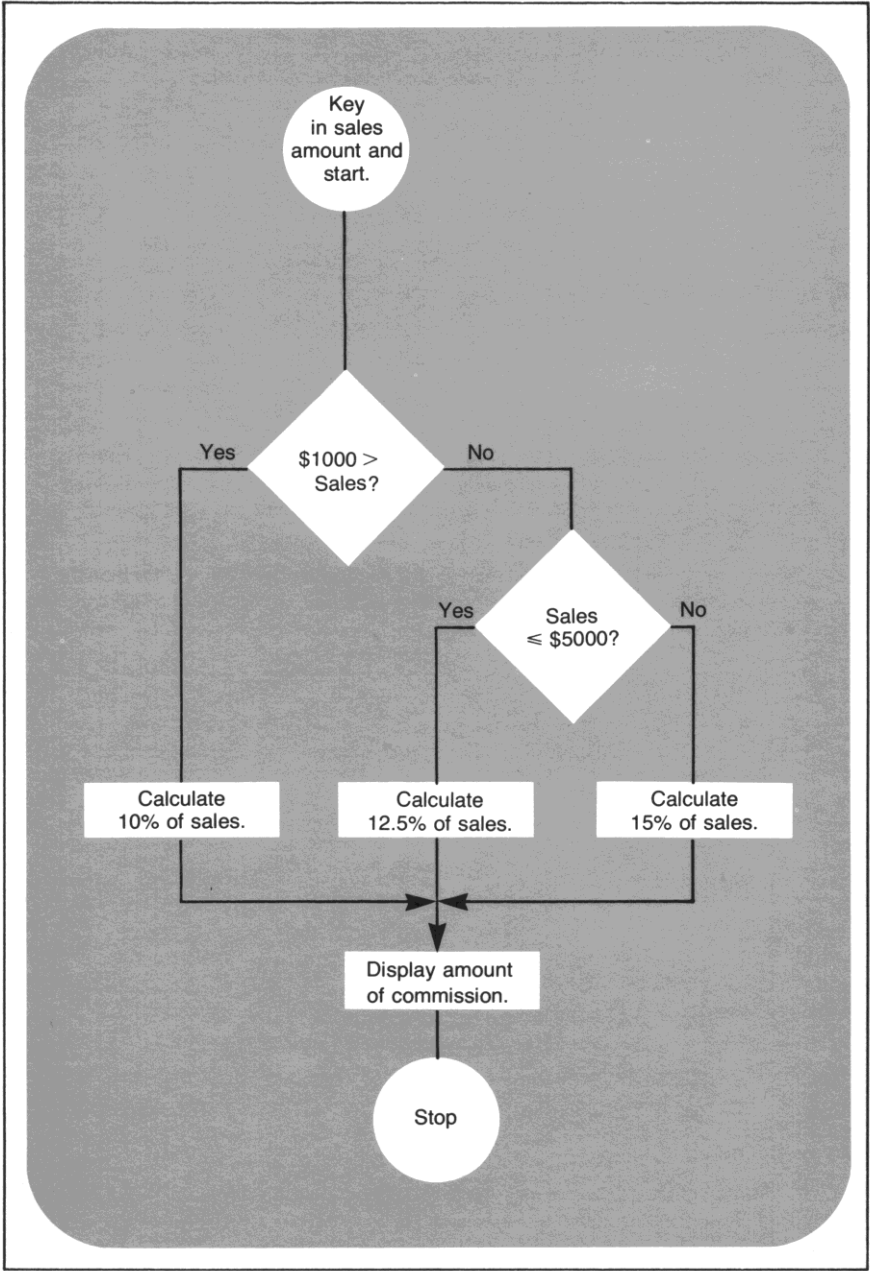 Key
in sales
amount and
start.
Yes
$1000 >
Sales?
No
Yes
Sales
≤ $5000?
No
Calculate
10% of sales.
Calculate
12.5% of sales.
Calculate
15% of sales.
Display amount
of commission.
Stop